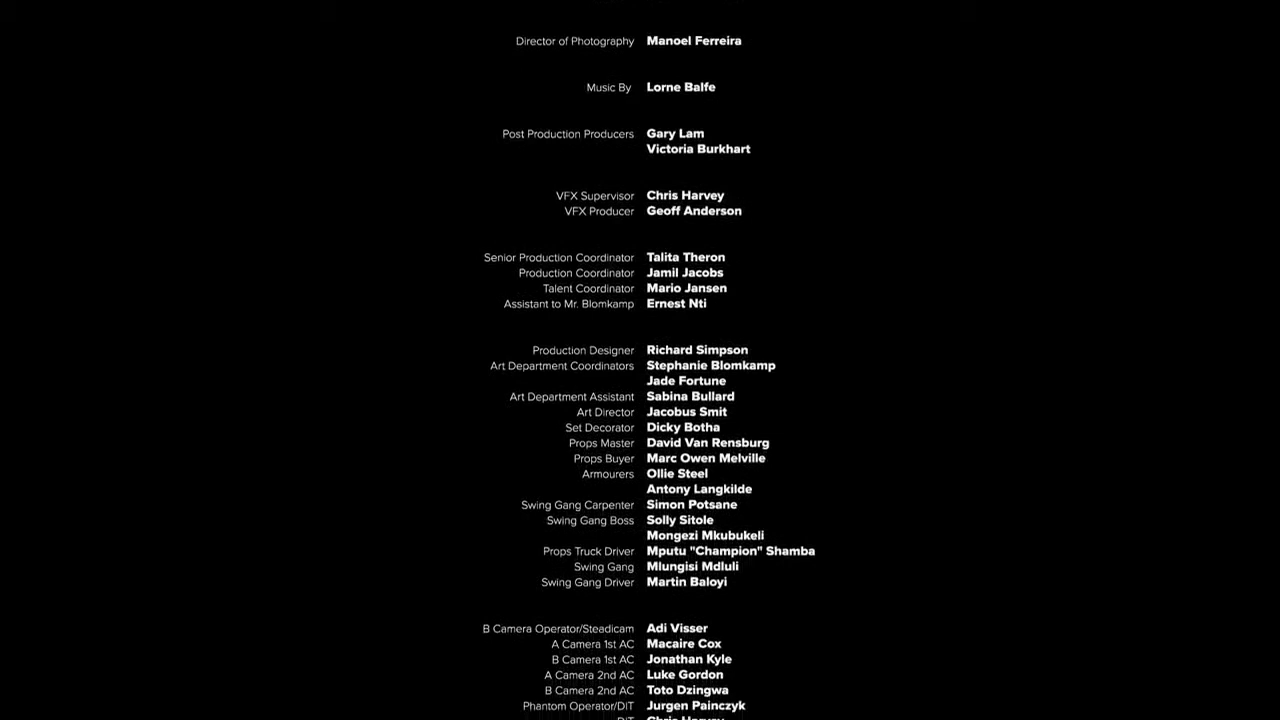 Director of Photography Manoel Ferreira
Music By Lorne Balfe
Post Production Producers Gary Lam
Victoria Burkhart
VFX Supervisor Chris Harvey
VFX Producer Geoff Anderson
Senior Production Coordinator Talita Theron
Production Coordinator Jamil Jacobs
Talent Coordinator Mario Jansen
Assistant to Mr. Blomkamp Ernest Nti
Production Designer Richard Simpson
Art Department Coordinators Stephanie Blomkamp
Jade Fortune
Art Department Assistant Sabina Bullard
Art Director Jacobus Smit
Set Decorator Dicky Botha
Props Master David Van Rensburg
Props Buyer Marc Owen Melville
Armourers Ollie Steel
Antony Langkilde
Swing Gang Carpenter Simon Potsane
Swing Gang Boss Solly Sitole
Mongezi Mkubukeli
Props Truck Driver Mputu "Champion" Shamba
Swing Gang Mlungisi Mdluli
Swing Gang Driver Martin Baloyi
B Camera Operator/Steadicam Adi Visser
A Camera 1st AC Macaire Cox
B Camera 1st AC Jonathan Kyle
A Camera 2nd AC Luke Gordon
B Camera 2nd AC Toto Dzingwa
Phantom Operator/DIT Jurgen Painczyk
DIT Chris Harvey